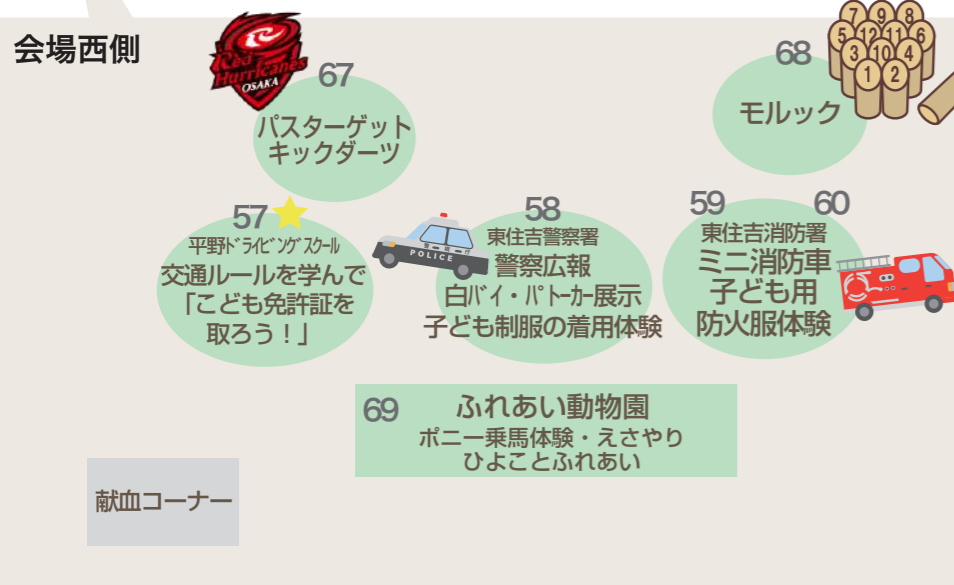 会場西側
Red
Hurricanes
OSAKA
67
パスターゲット
キックダーツ
68
モルック
7 9 8
5 12 11 6
3 10 4
1 2
57
平野ドライビングスクール
交通ルールを学んで
「こども免許証を
取ろう！」
58
東住吉警察署
警察広報
白バイ・パトーカー展示
子ども制服の着用体験
警視庁
POLICE
59 60
東住吉消防署
ミニ消防車
子ども用
防火服体験
69
ふれあい動物園
ポニー乗馬体験・えさやり
ひよことふれあい
献血コーナー